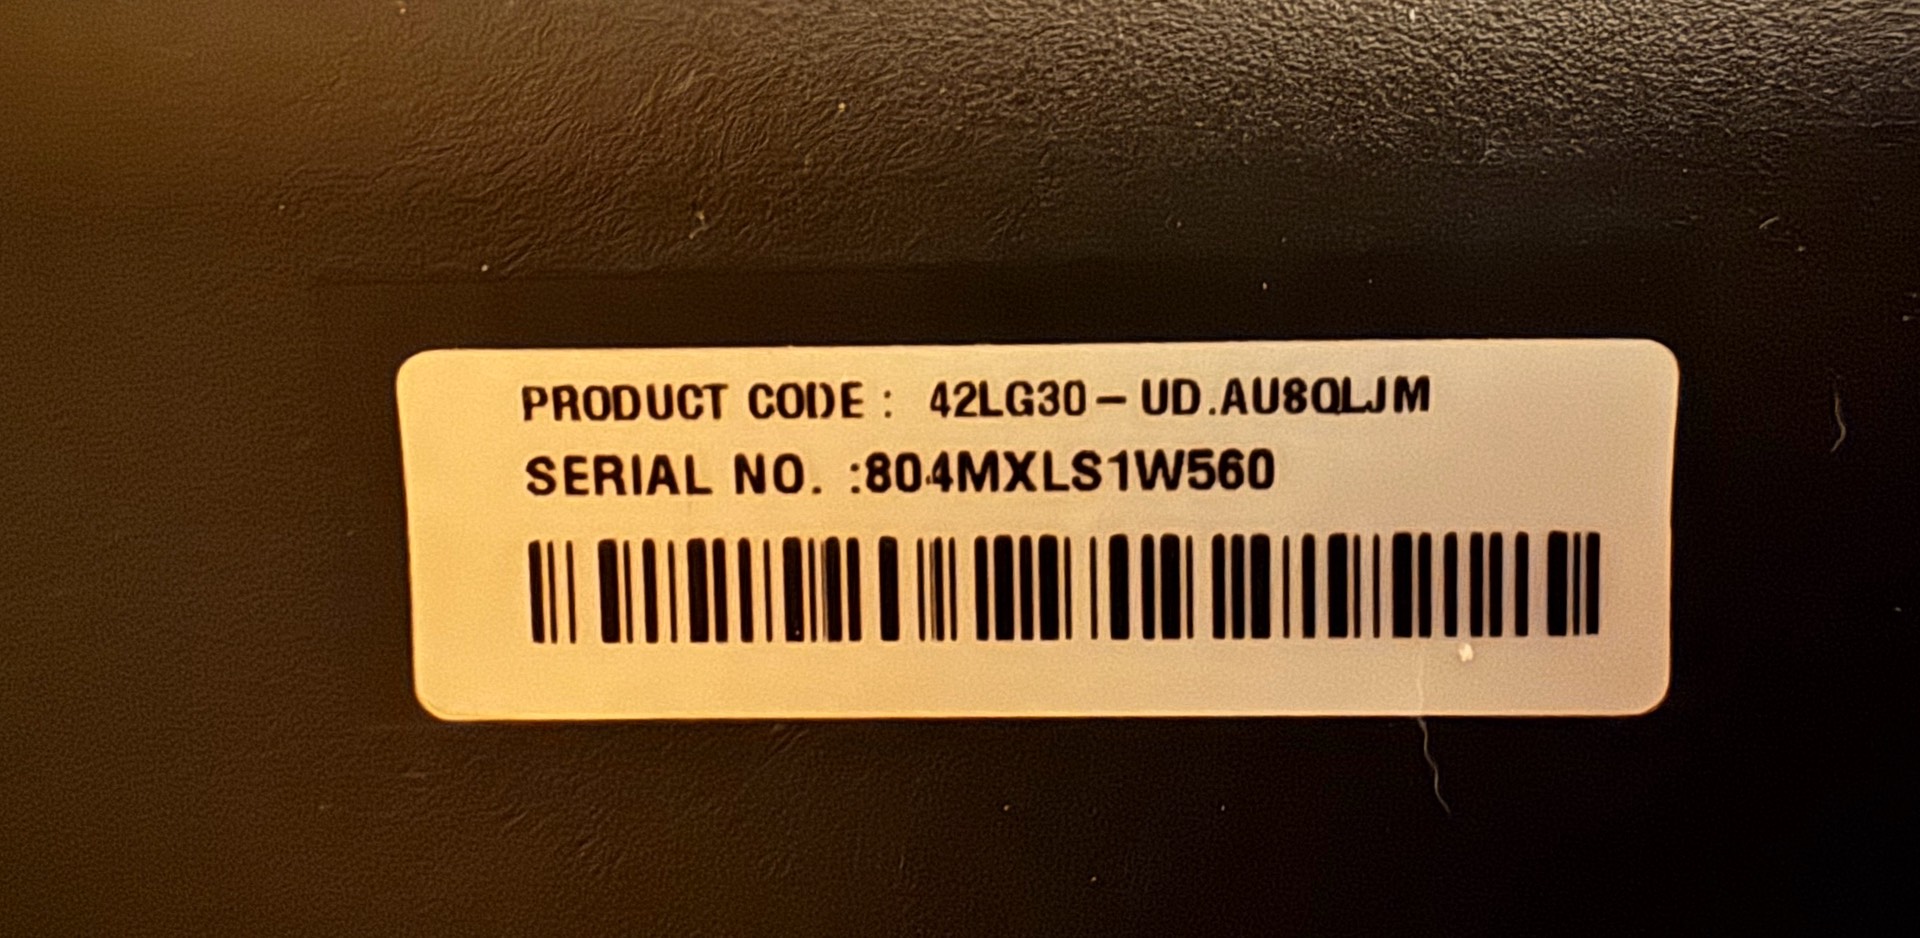 PRODUCT CODE : 42LG30-UD.AU8QLJM
SERIAL NO. :804MXLS1W560